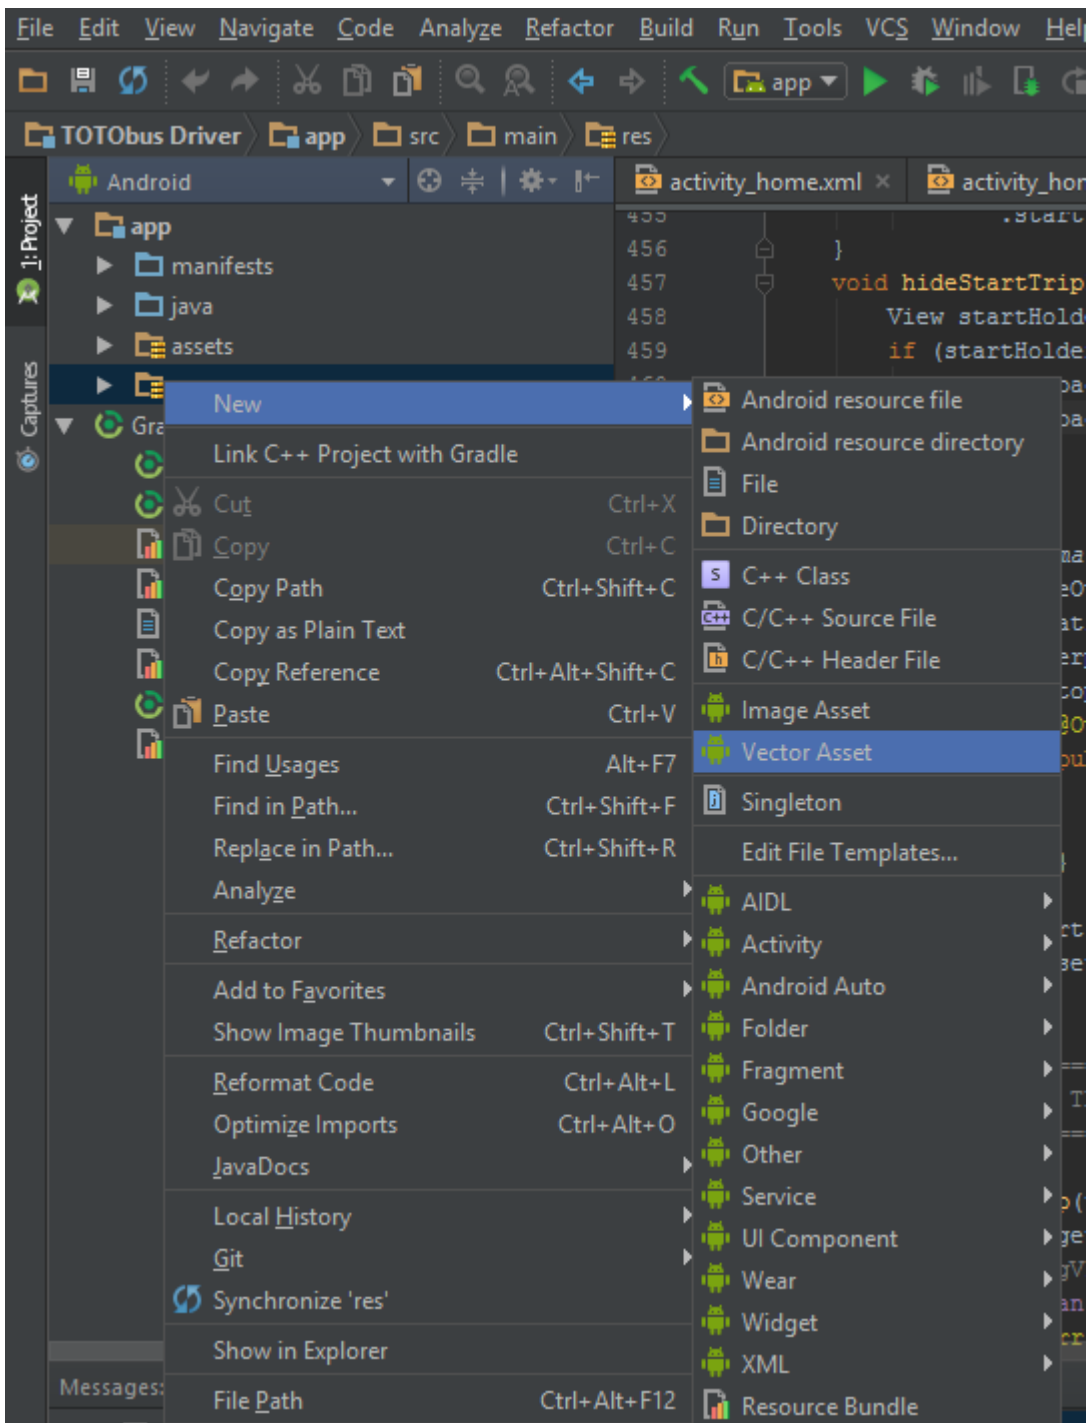 File Edit View Navigate Code Analyze Refactor Build Run Tools VCS Window Help
app
TOTObus Driver app src main res
Android
activity_home.xml
1: Project
Captures
app
manifests
java
assets
455
456 }
457 void hideStartTrip
458 View startHolde
459 if (startHolde
New
Link C++ Project with Gradle
Cut Ctrl+X
Copy Ctrl+C
Copy Path Ctrl+Shift+C
Copy as Plain Text
Copy Reference Ctrl+Alt+Shift+C
Paste Ctrl+V
Find Usages Alt+F7
Find in Path... Ctrl+Shift+F
Replace in Path... Ctrl+Shift+R
Analyze
Refactor
Add to Favorites
Show Image Thumbnails Ctrl+Shift+T
Reformat Code Ctrl+Alt+L
Optimize Imports Ctrl+Alt+O
JavaDocs
Local History
Git
Synchronize 'res'
Show in Explorer
File Path Ctrl+Alt+F12
Android resource file
Android resource directory
File
Directory
C++ Class
C/C++ Source File
C/C++ Header File
Image Asset
Vector Asset
Singleton
Edit File Templates...
AIDL
Activity
Android Auto
Folder
Fragment
Google
Other
Service
UI Component
Wear
Widget
XML
Resource Bundle
Messages: